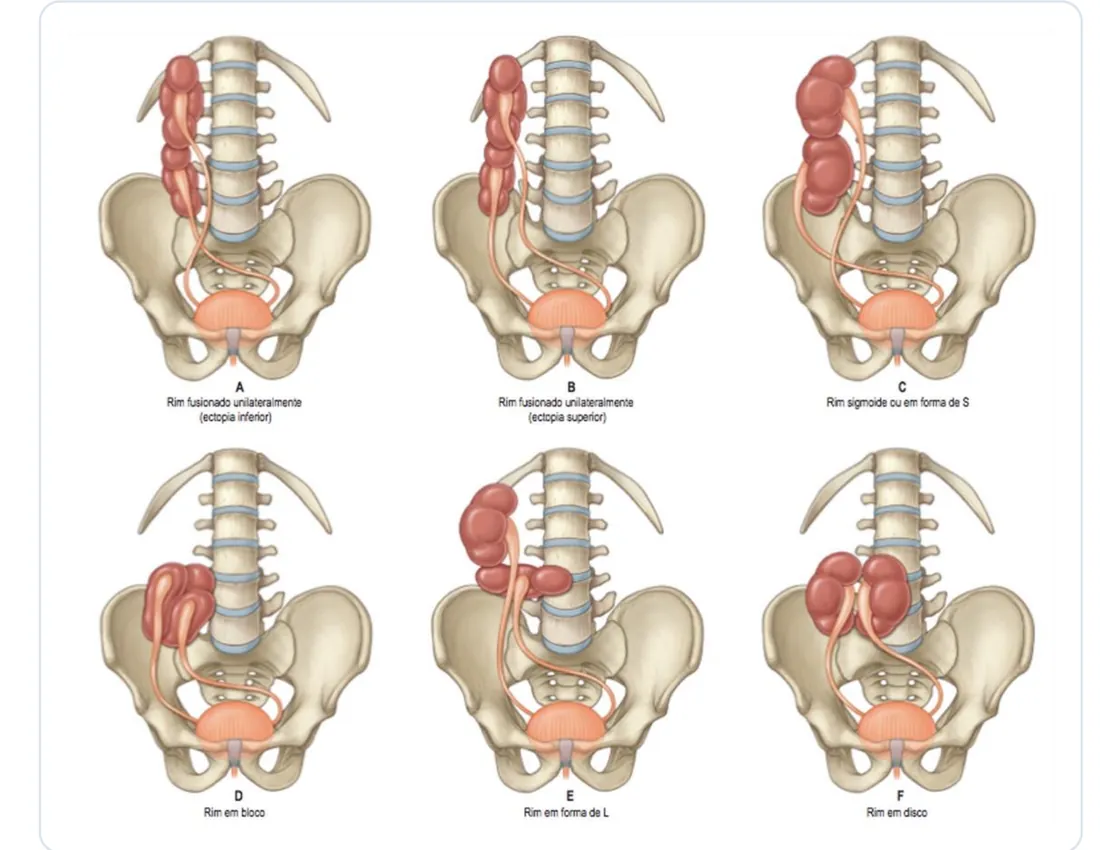 A
Rim fusionado unilateralmente
(ectopia inferior)
B
Rim fusionado unilateralmente
(ectopia superior)
C
Rim sigmoide ou em forma de S
D
Rim em bloco
E
Rim em forma de L
F
Rim em disco